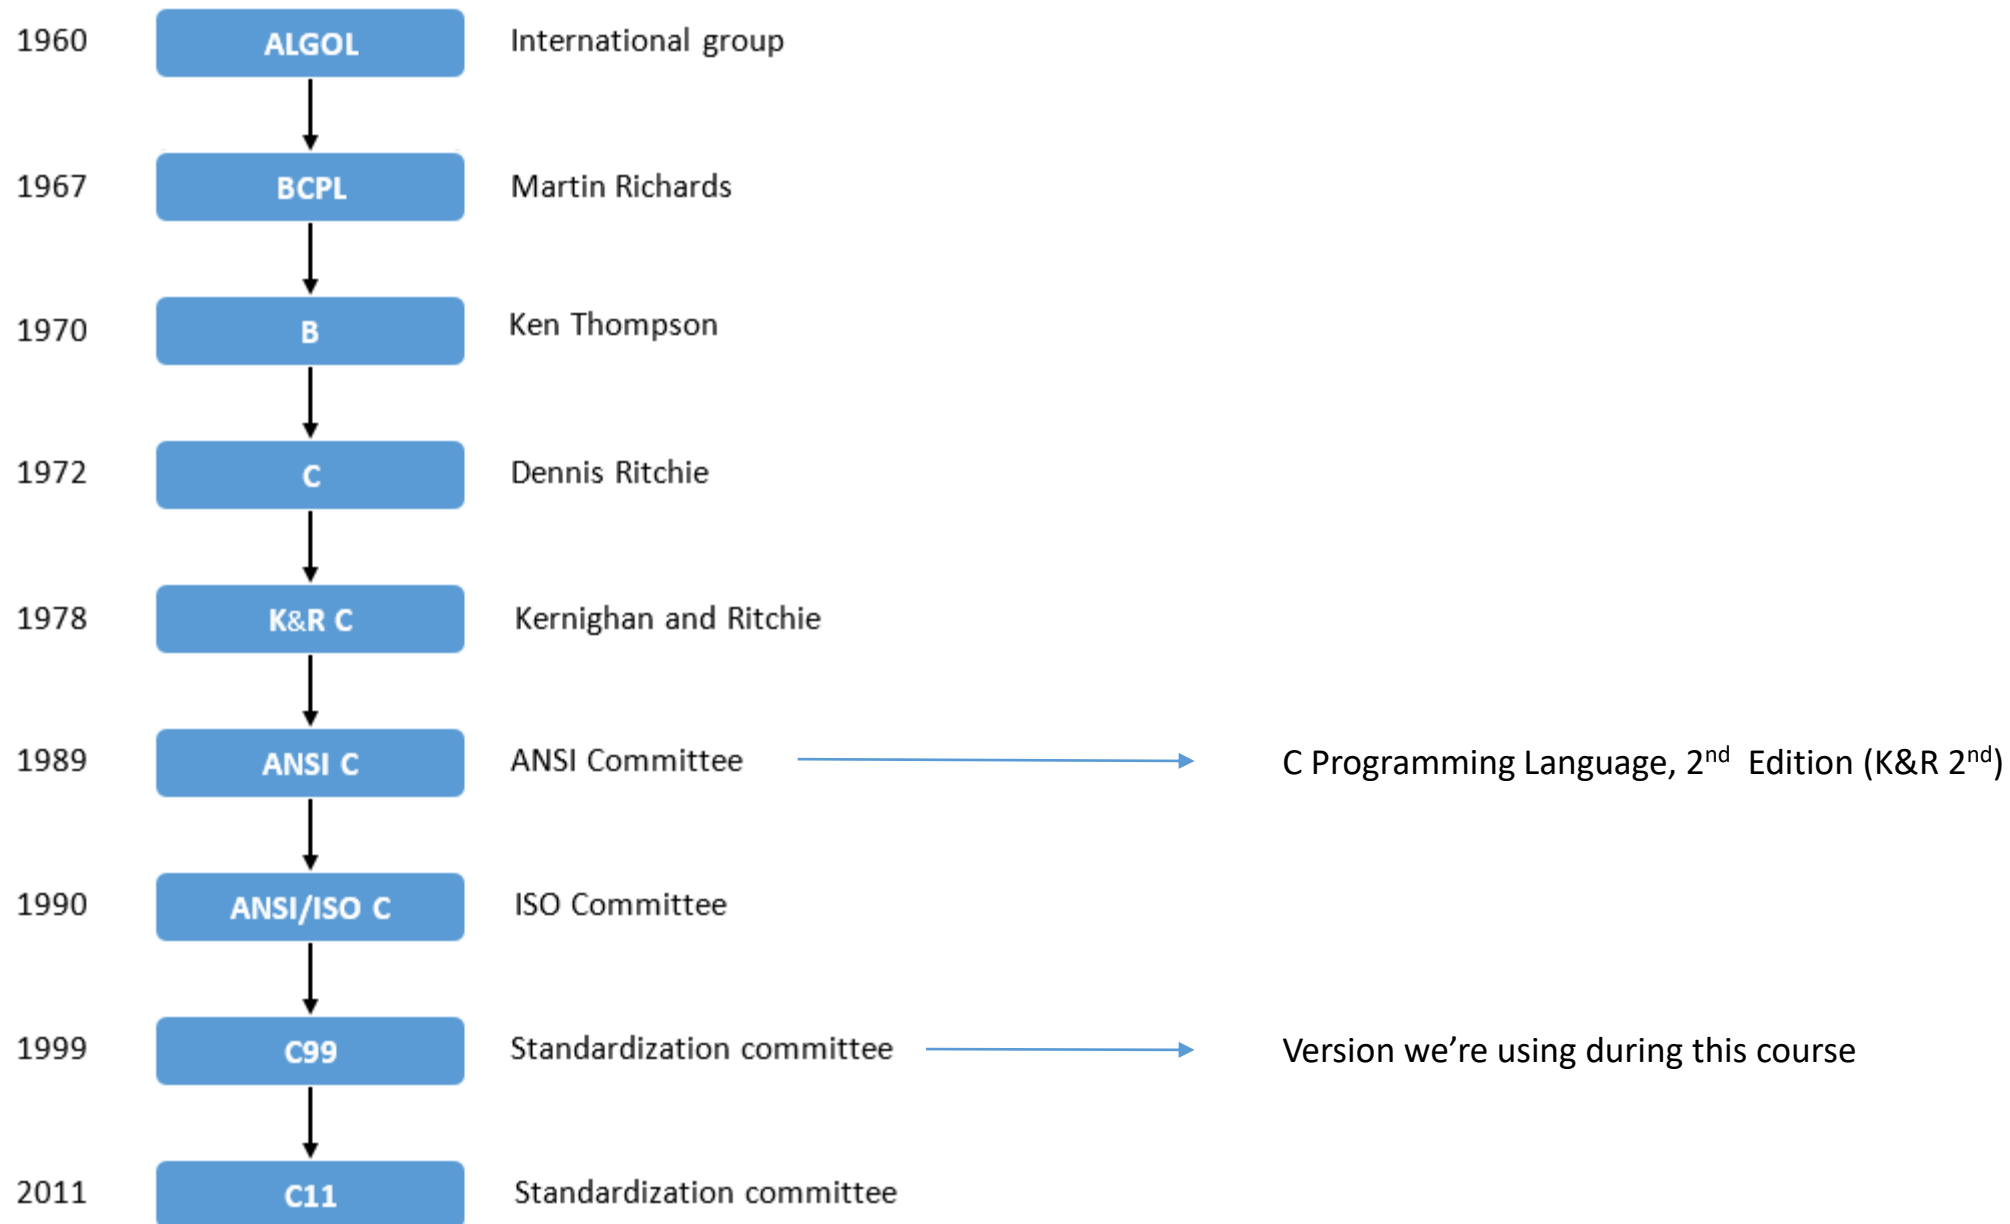 1960 ALGOL International group
1967 BCPL Martin Richards
1970 B Ken Thompson
1972 C Dennis Ritchie
1978 K&R C Kernighan and Ritchie
1989 ANSI C ANSI Committee C Programming Language, 2nd Edition (K&R 2nd)
1990 ANSI/ISO C ISO Committee
1999 C99 Standardization committee Version we’re using during this course
2011 C11 Standardization committee